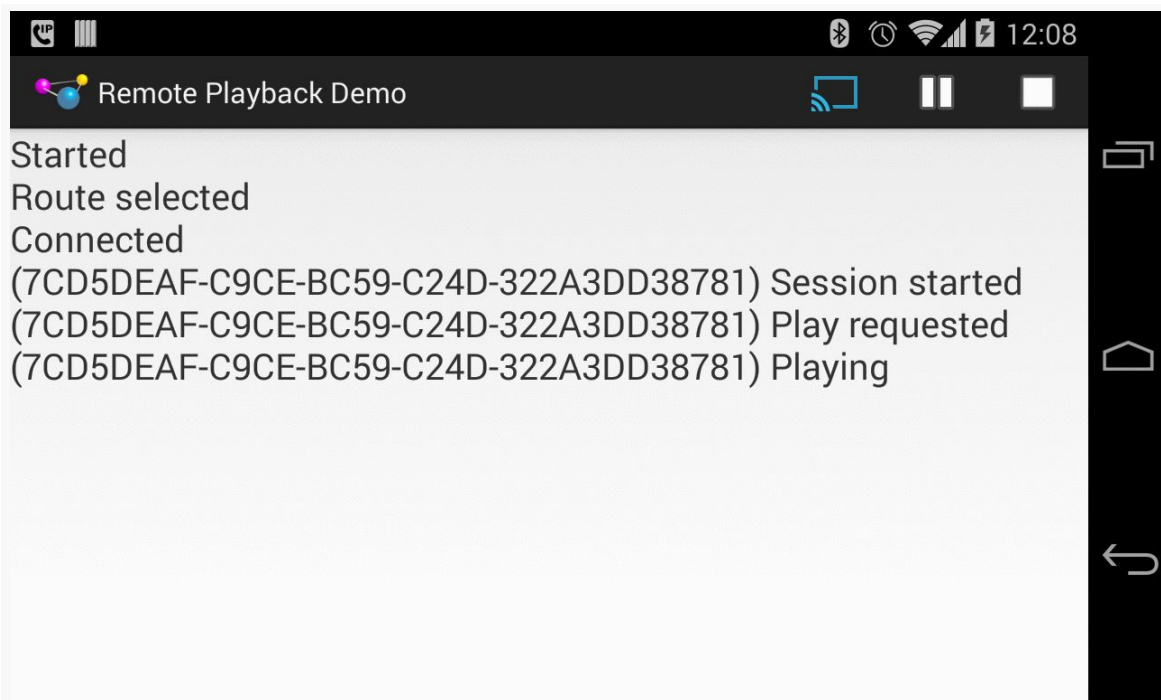 12:08
Remote Playback Demo
Started
Route selected
Connected
(7CD5DEAF-C9CE-BC59-C24D-322A3DD38781) Session started
(7CD5DEAF-C9CE-BC59-C24D-322A3DD38781) Play requested
(7CD5DEAF-C9CE-BC59-C24D-322A3DD38781) Playing